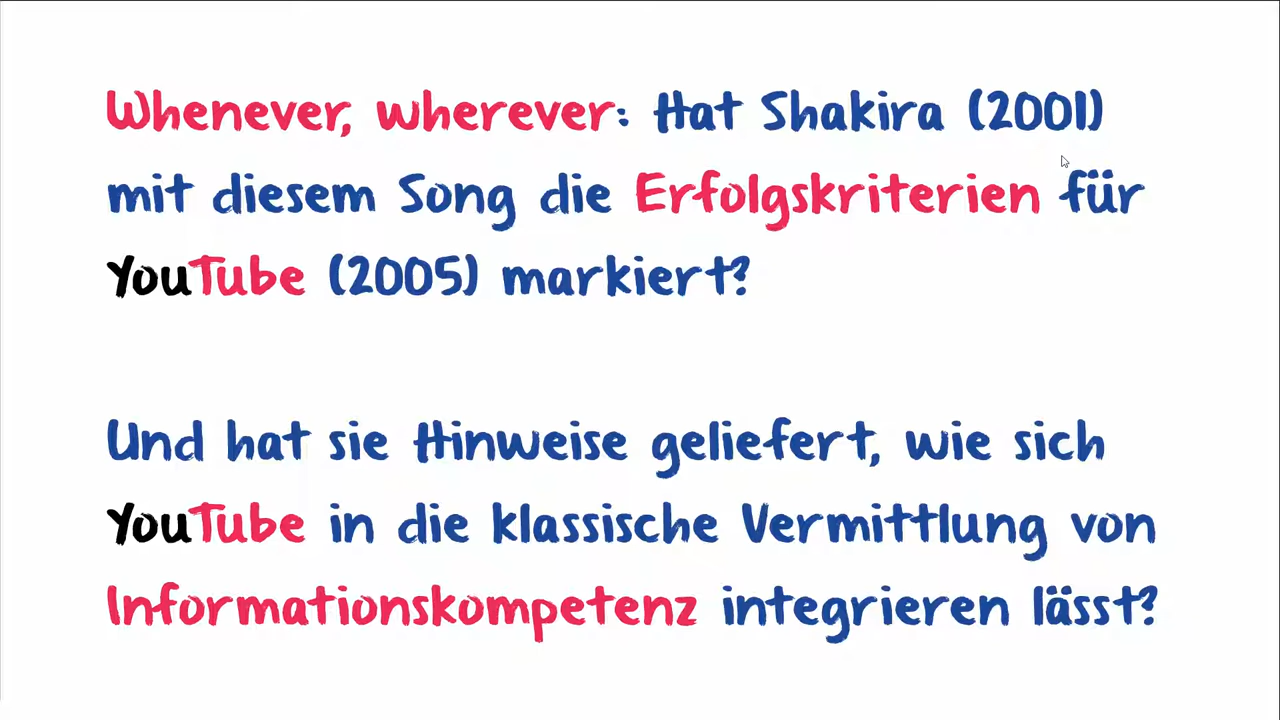 Whenever, wherever: Hat Shakira (2001)
mit diesem Song die Erfolgskriterien für
YouTube (2005) markiert?
Und hat sie Hinweise geliefert, wie sich
YouTube in die klassische Vermittlung von
Informationskompetenz integrieren lässt?